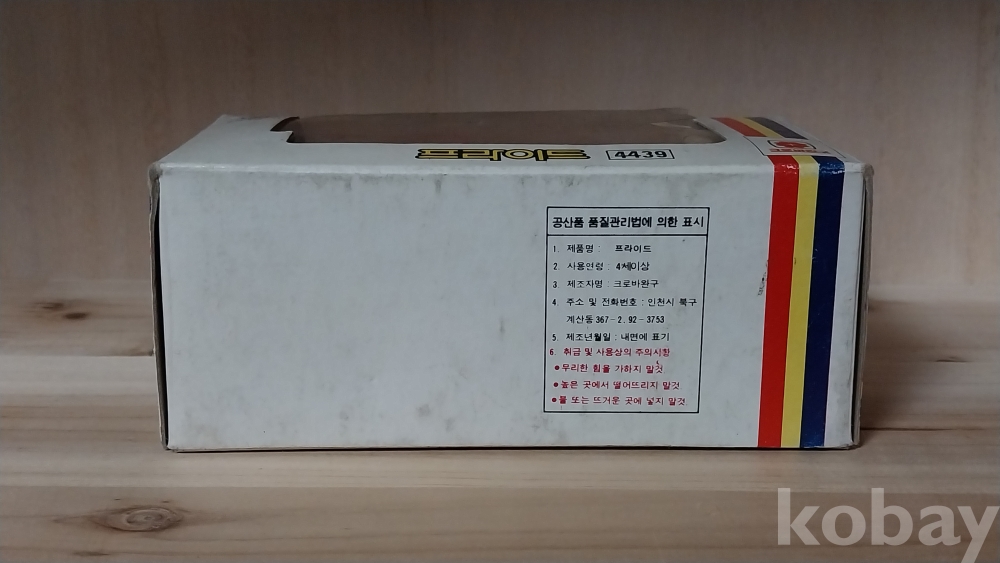 프라이드 4439
공산품 품질관리법에 의한 표시
1. 제품명 : 프라이드
2. 사용연령 : 4세이상
3. 제조자명 : 크로바완구
4. 주소 및 전화번호 : 인천시 북구
계산동 367-2. 92-3753
5. 제조년월일 : 내면에 표기
6. 취급 및 사용상의 주의사항
● 무리한 힘을 가하지 말것
● 높은 곳에서 떨어뜨리지 말것
● 불 또는 뜨거운 곳에 넣지 말것
kobay